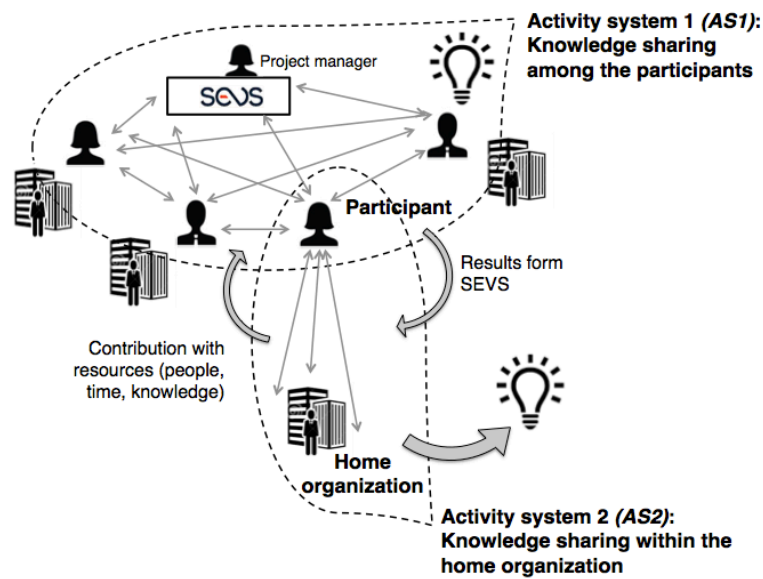 Activity system 1 (AS1):
Knowledge sharing
among the participants
Project manager
SEVS
Participant
Results form
SEVS
Contribution with
resources (people,
time, knowledge)
Home
organization
Activity system 2 (AS2):
Knowledge sharing within the
home organization